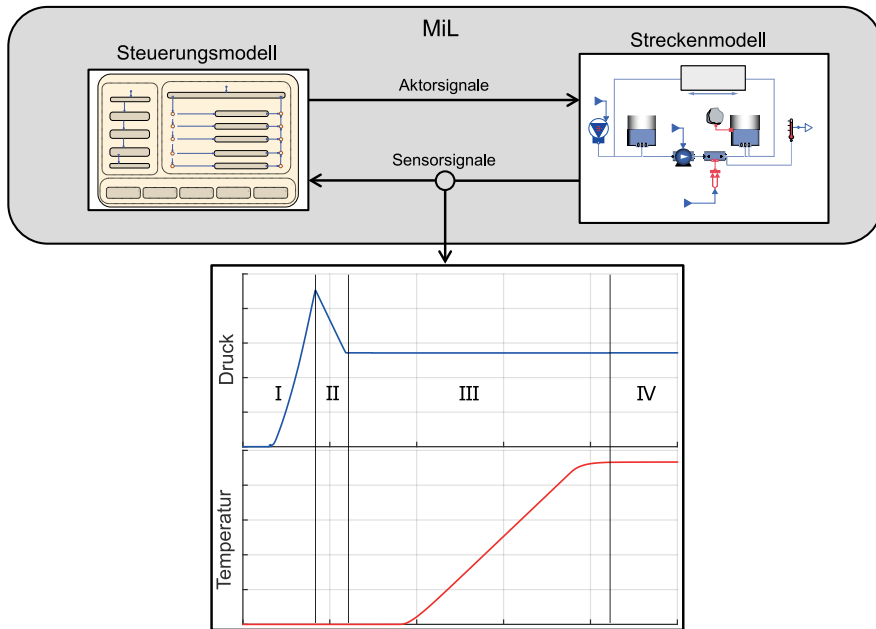 MiL
Steuerungsmodell
Streckenmodell
Aktorsignale
Sensorsignale
Druck
I
II
III
IV
Temperatur